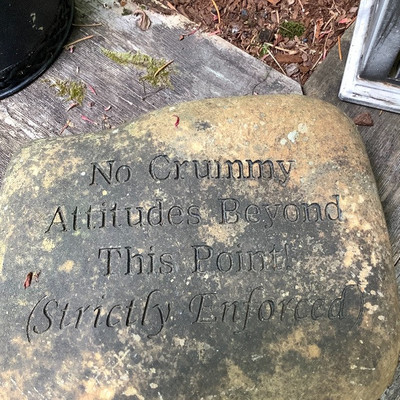 No Crummy
Attitudes Beyond
This Point!
(Strictly Enforced)